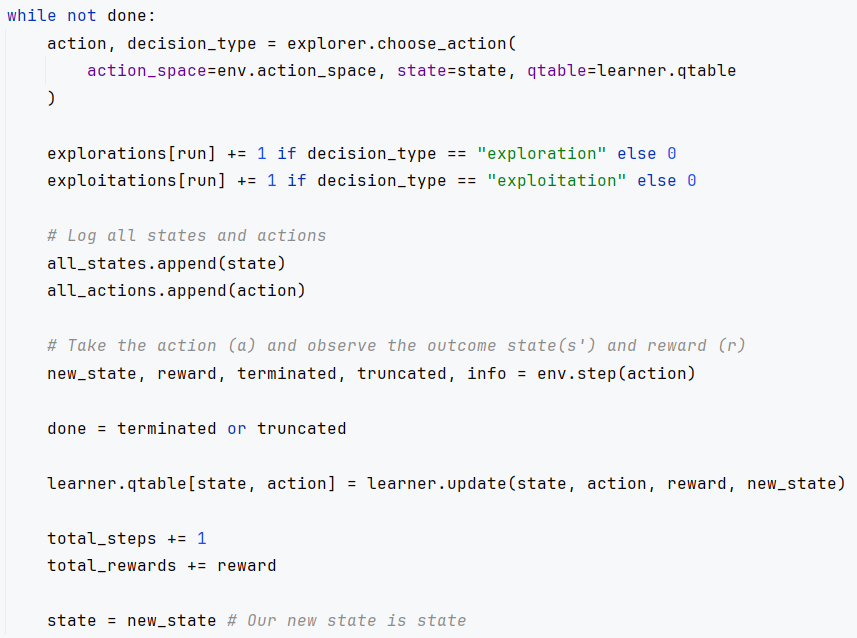 while not done:
    action, decision_type = explorer.choose_action(
        action_space=env.action_space, state=state, qtable=learner.qtable
    )
    explorations[run] += 1 if decision_type == "exploration" else 0
    exploitations[run] += 1 if decision_type == "exploitation" else 0
    # Log all states and actions
    all_states.append(state)
    all_actions.append(action)
    # Take the action (a) and observe the outcome state(s') and reward (r)
    new_state, reward, terminated, truncated, info = env.step(action)
    done = terminated or truncated
    learner.qtable[state, action] = learner.update(state, action, reward, new_state)
    total_steps += 1
    total_rewards += reward
    state = new_state # Our new state is state